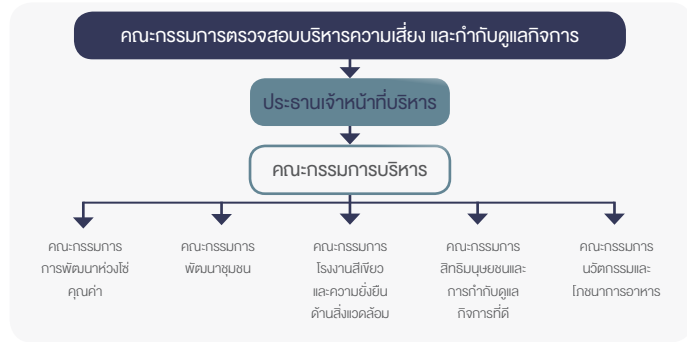 คณะกรรมการตรวจสอบบริหารความเสี่ยง และกำกับดูแลกิจการ
ประธานเจ้าหน้าที่บริหาร
คณะกรรมการบริหาร
คณะกรรมการ
การพัฒนาห่วงโซ่
คุณค่า
คณะกรรมการ
พัฒนาชุมชน
คณะกรรมการ
โรงงานสีเขียว
และความยั่งยืน
ด้านสิ่งแวดล้อม
คณะกรรมการ
สิทธิมนุษยชนและ
การกำกับดูแล
กิจการที่ดี
คณะกรรมการ
นวัตกรรมและ
โภชนาการอาหาร